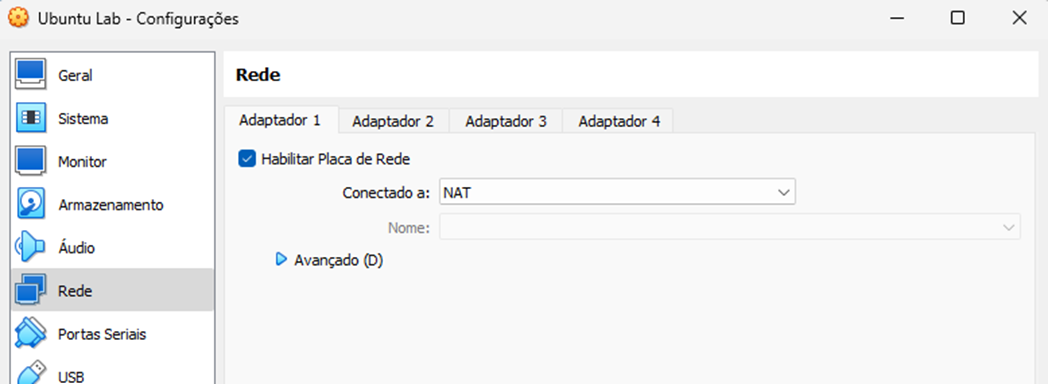 Ubuntu Lab - Configurações
Geral
Sistema
Monitor
Armazenamento
Áudio
Rede
Portas Seriais
USB
Rede
Adaptador 1 Adaptador 2 Adaptador 3 Adaptador 4
Habilitar Placa de Rede
Conectado a: NAT
Nome:
Avançado (D)